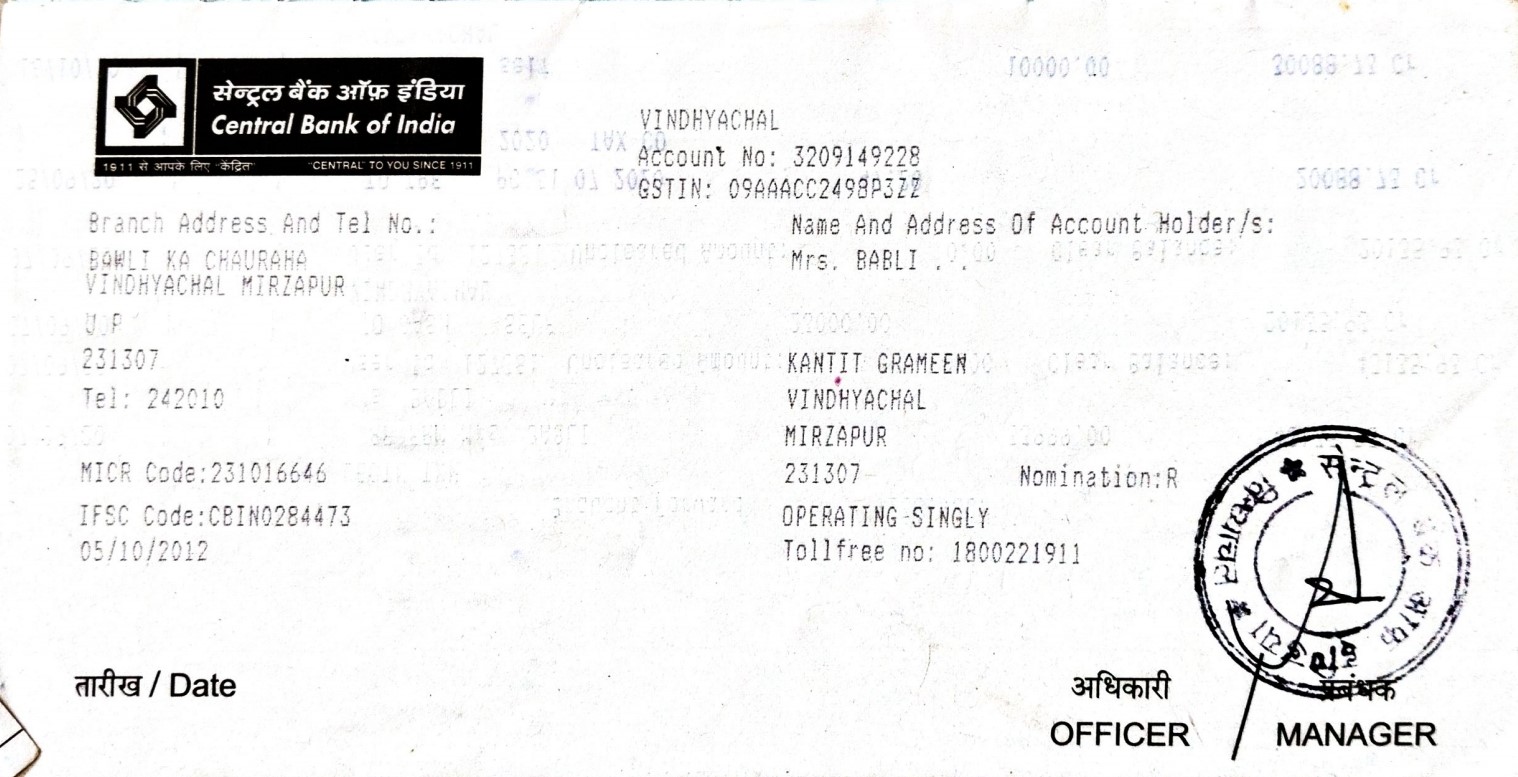 सेन्ट्रल बैंक ऑफ़ इंडिया
Central Bank of India
1911 से आपके लिए "केंद्रित" "CENTRAL" TO YOU SINCE 1911
VINDHYACHAL
Account No: 3209149228
GSTIN: 09AAACC2498P3ZZ
Branch Address And Tel No.:
BAWLI KA CHAURAHA
VINDHYACHAL MIRZAPUR
U P
231307
Tel: 242010
MICR Code:231016646
IFSC Code:CBIN0284473
05/10/2012
Name And Address Of Account Holder/s:
Mrs. BABLI . .
KANTIT GRAMEEN
VINDHYACHAL
MIRZAPUR
231307 Nomination:R
OPERATING SINGLY
Tollfree no: 1800221911
तारीख / Date
अधिकारी
OFFICER
प्रबंधक
MANAGER